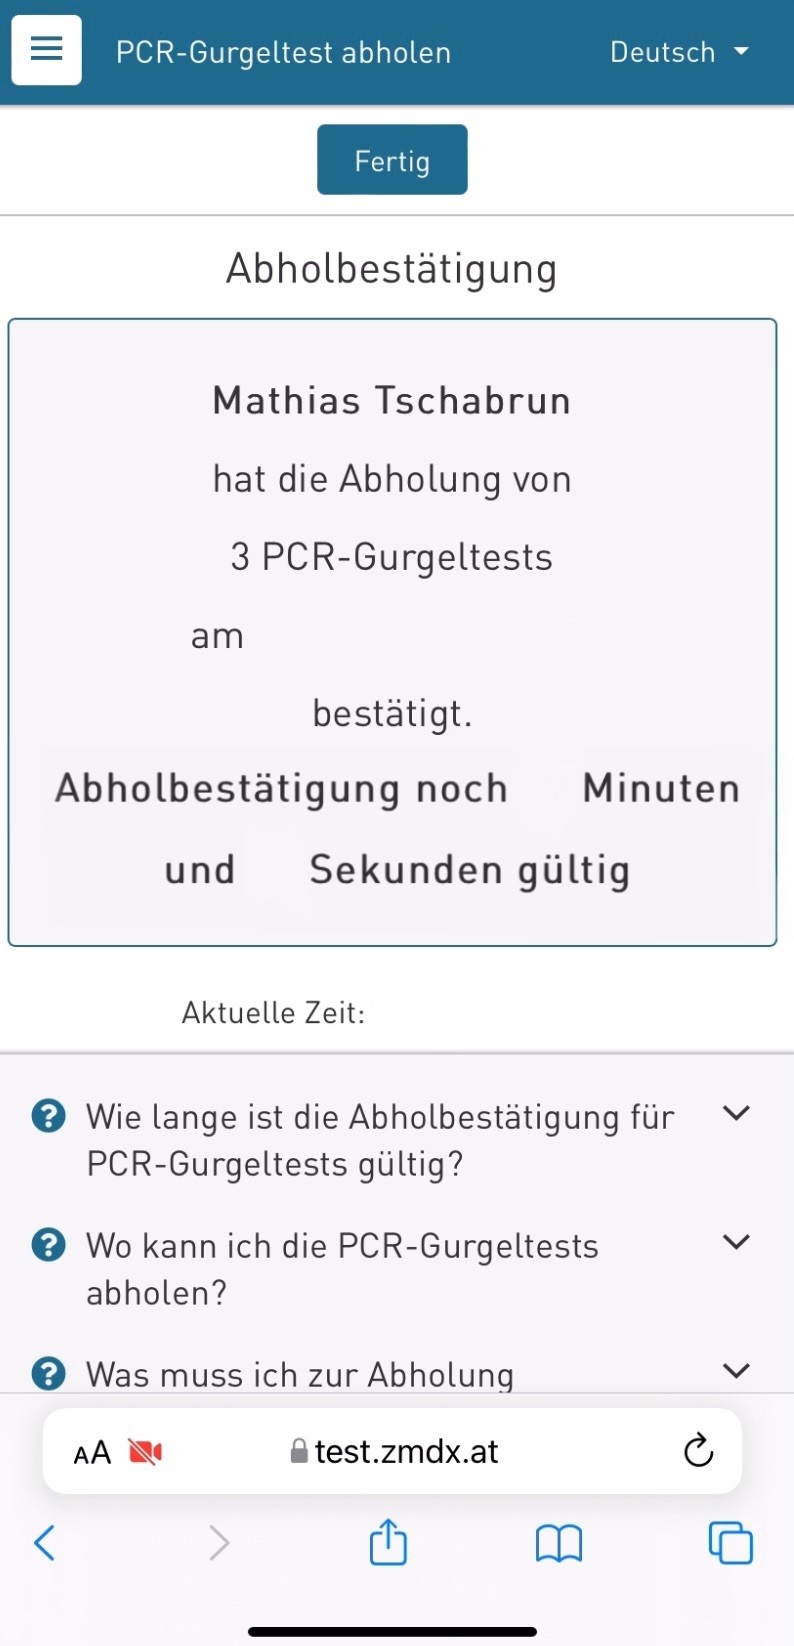 PCR-Gurgeltest abholen Deutsch
Fertig
Abholbestätigung
Mathias Tschabrun
hat die Abholung von
3 PCR-Gurgeltests
am
bestätigt.
Abholbestätigung noch Minuten
und Sekunden gültig
Aktuelle Zeit:
? Wie lange ist die Abholbestätigung für
PCR-Gurgeltests gültig?
? Wo kann ich die PCR-Gurgeltests
abholen?
? Was muss ich zur Abholung
AA test.zmdx.at